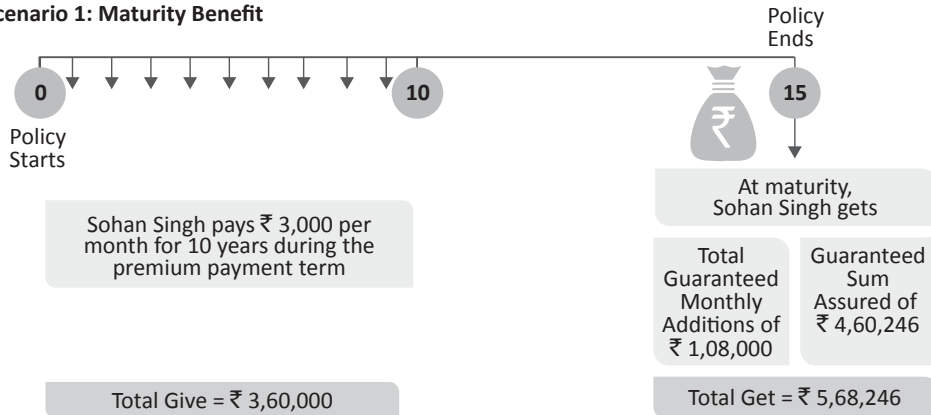 cenario 1: Maturity Benefit
Policy
Ends
0
10
15
₹
Policy
Starts
Sohan Singh pays ₹ 3,000 per
month for 10 years during the
premium payment term
At maturity,
Sohan Singh gets
Total
Guaranteed
Monthly
Additions of
₹ 1,08,000
Guaranteed
Sum
Assured of
₹ 4,60,246
Total Give = ₹ 3,60,000
Total Get = ₹ 5,68,246